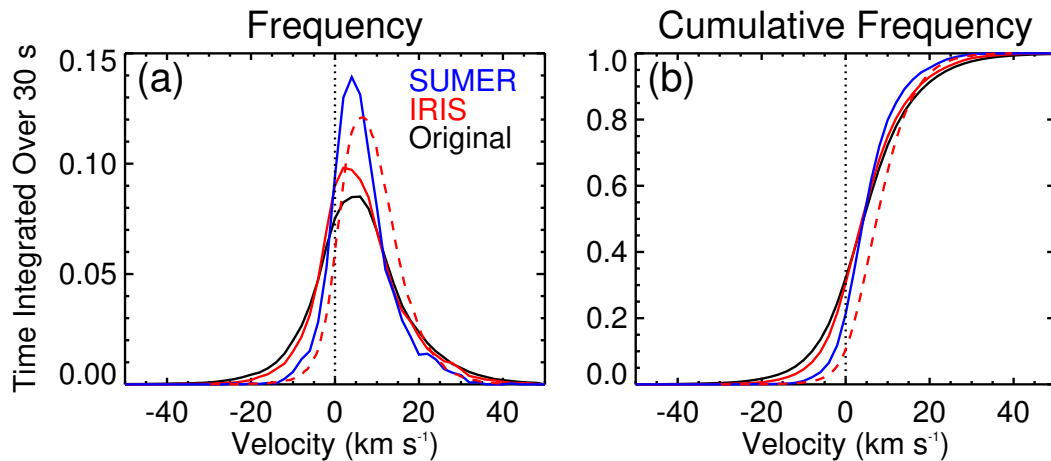 Frequency
Cumulative Frequency
Time Integrated Over 30 s
(a)
SUMER
IRIS
Original
0.15
0.10
0.05
0.00
-40 -20 0 20 40
Velocity (km s⁻¹)
(b)
1.0
0.8
0.6
0.4
0.2
0.0
-40 -20 0 20 40
Velocity (km s⁻¹)